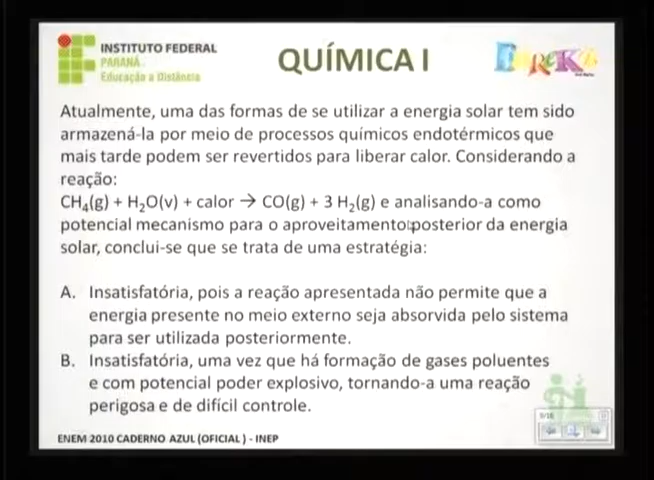 INSTITUTO FEDERAL
PARANÁ
Educação a Distância
QUÍMICA I
EUREKA
Atualmente, uma das formas de se utilizar a energia solar tem sido
armazená-la por meio de processos químicos endotérmicos que
mais tarde podem ser revertidos para liberar calor. Considerando a
reação:
CH₄(g) + H₂O(v) + calor → CO(g) + 3 H₂(g) e analisando-a como
potencial mecanismo para o aproveitamento posterior da energia
solar, conclui-se que se trata de uma estratégia:
A. Insatisfatória, pois a reação apresentada não permite que a
energia presente no meio externo seja absorvida pelo sistema
para ser utilizada posteriormente.
B. Insatisfatória, uma vez que há formação de gases poluentes
e com potencial poder explosivo, tornando-a uma reação
perigosa e de difícil controle.
ENEM 2010 CADERNO AZUL (OFICIAL ) - INEP